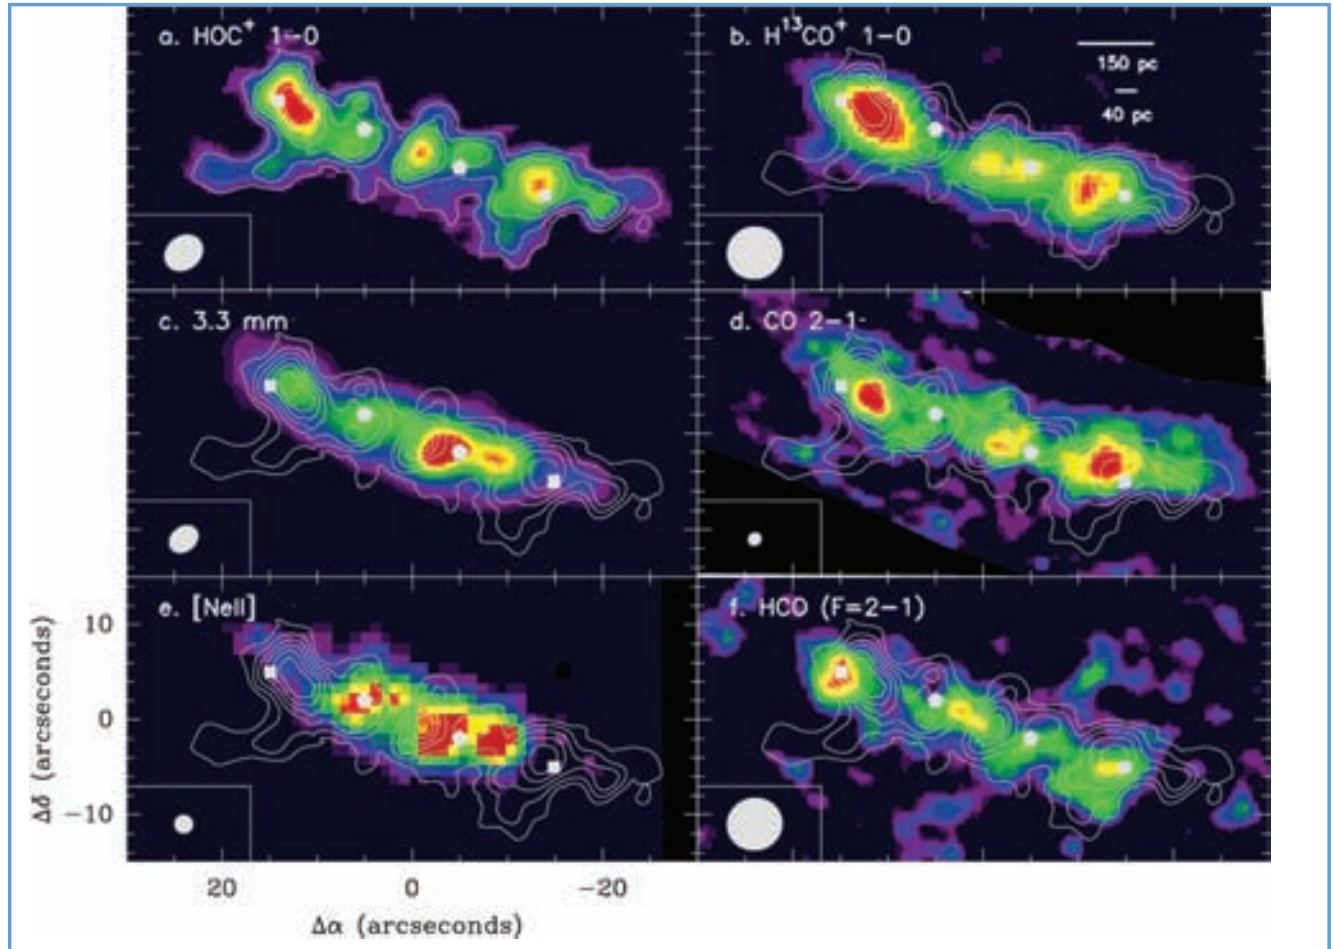 a. HOC⁺ 1−0
b. H¹³CO⁺ 1−0
150 pc
40 pc
c. 3.3 mm
d. CO 2−1
e. [NeII]
f. HCO (F=2−1)
10
0
−10
Δδ (arcseconds)
20
0
−20
Δα (arcseconds)